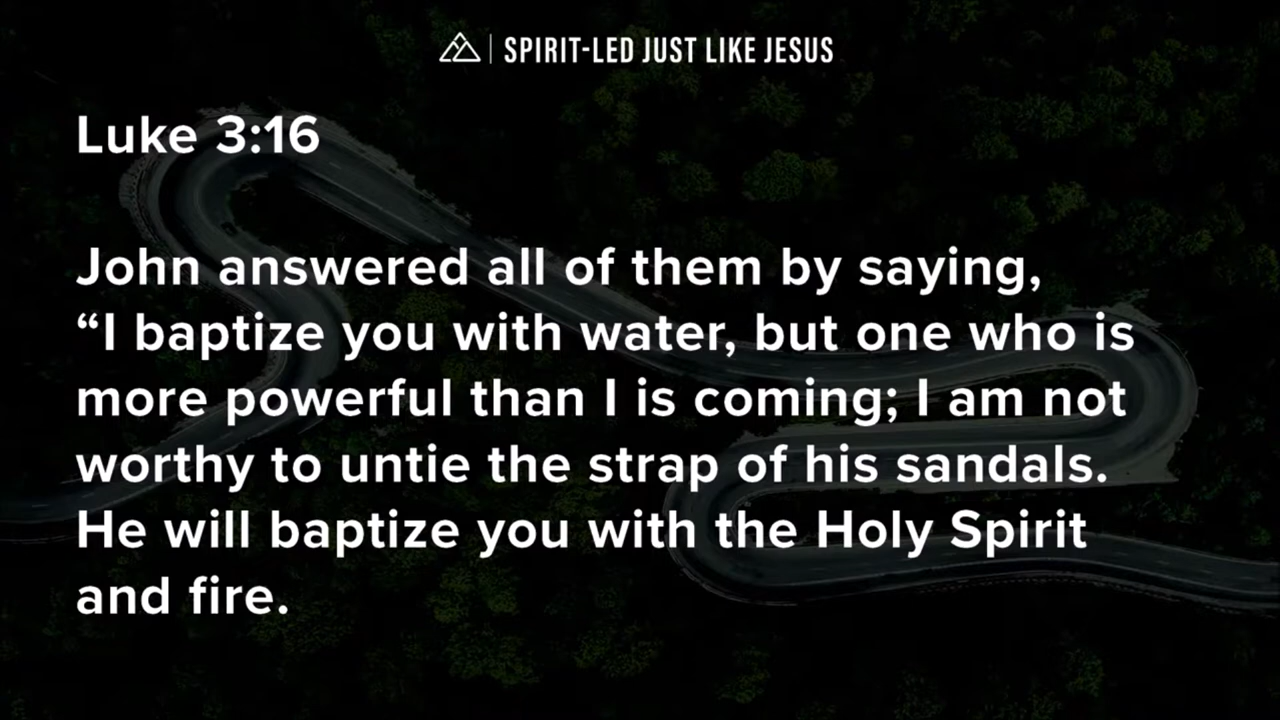 SPIRIT-LED JUST LIKE JESUS
Luke 3:16
John answered all of them by saying,
“I baptize you with water, but one who is
more powerful than I is coming; I am not
worthy to untie the strap of his sandals.
He will baptize you with the Holy Spirit
and fire.